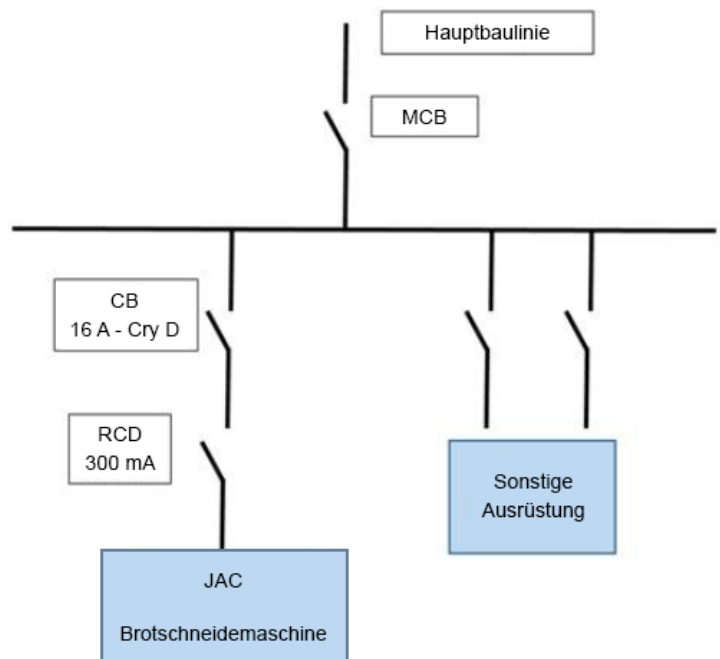 Hauptbaulinie
MCB
CB
16 A - Cry D
RCD
300 mA
Sonstige
Ausrüstung
JAC
Brotschneidemaschine